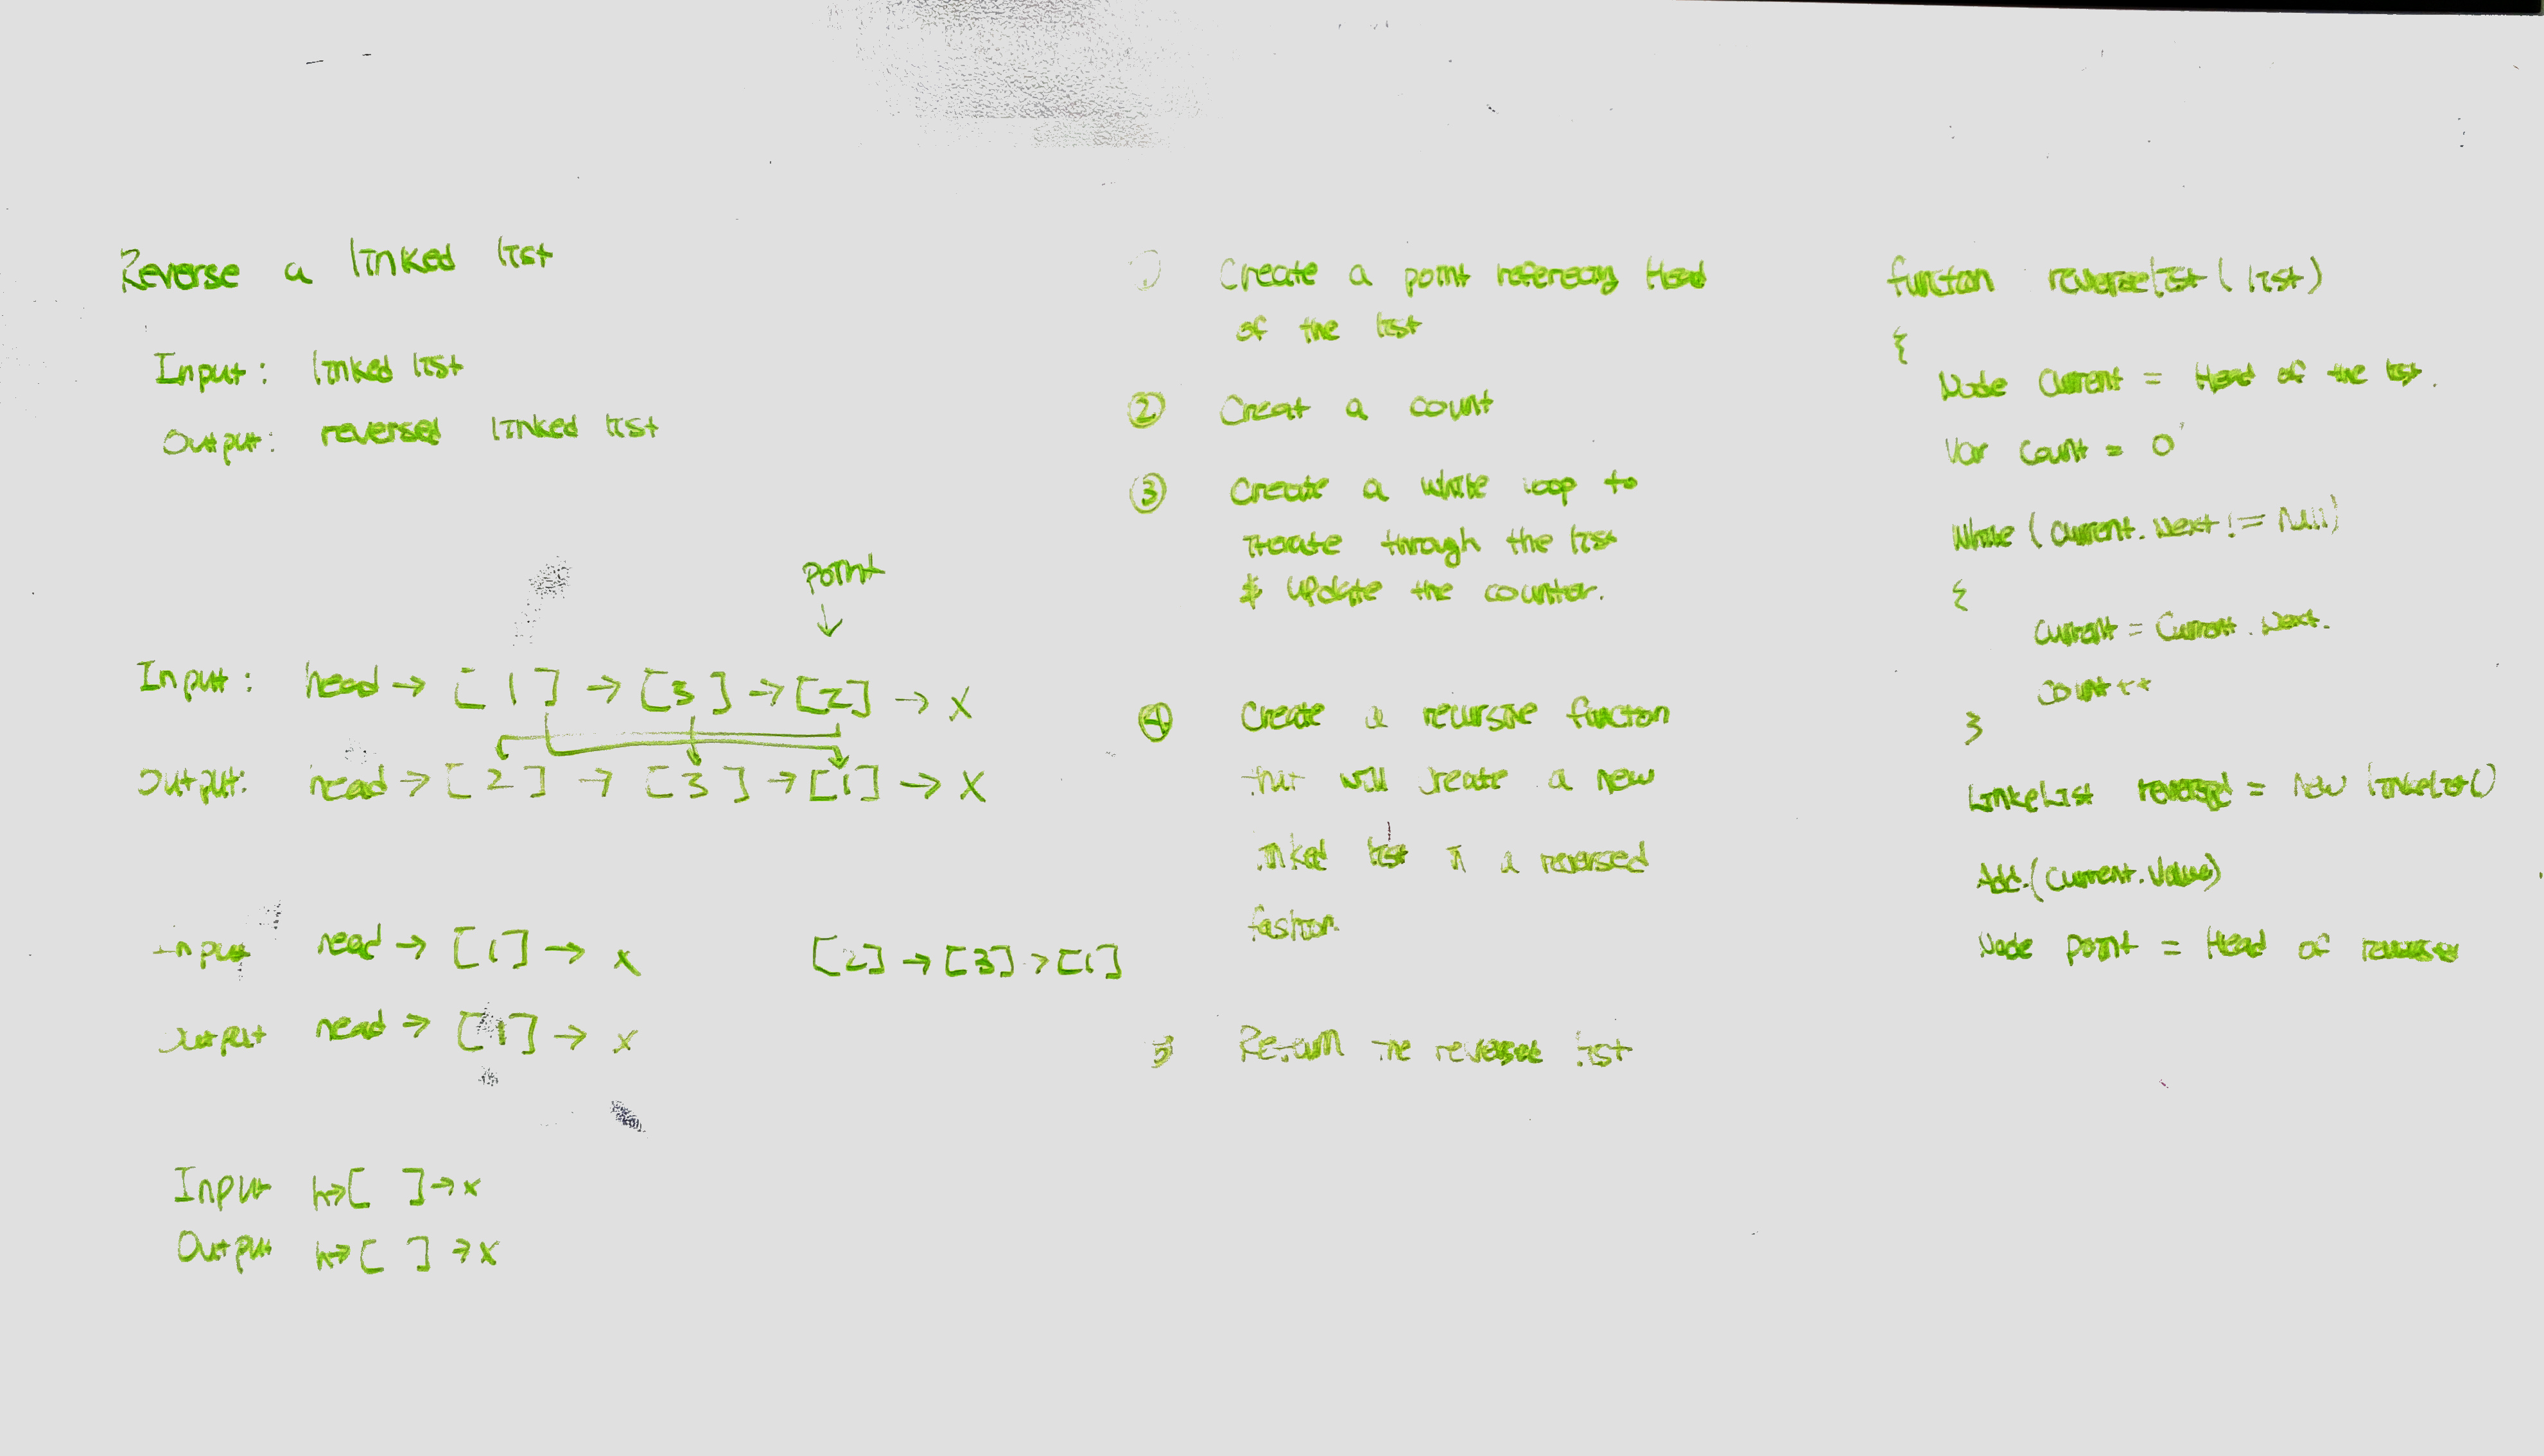 Reverse a linked list
Input: linked list
Output: reversed linked list
point
↓
Input: head → [ 1 ] → [3] → [2] → X
Output: head → [ 2 ] → [ 3 ] → [1] → X
Input head → [1] → x
[2] → [3] → [1]
Output head → [1] → x
Input h→[ ]→x
Output h→[ ]→x
1 Create a point Head
of the list
2 Creat a count
3 Create a while loop to
iterate through the list
& update the counter.
4 Create a recursive function
that will create a new
linked list in a reversed
fashion
5 Return the reversed list
function reverselist(list)
{
Node Current = Head of the list.
Var Count = 0
While (Current.Next != Null)
{
Current = Current.Next.
Count++
}
LinkeList reversed = New linkeList()
Add.(Current.Value)
Node point = Head of